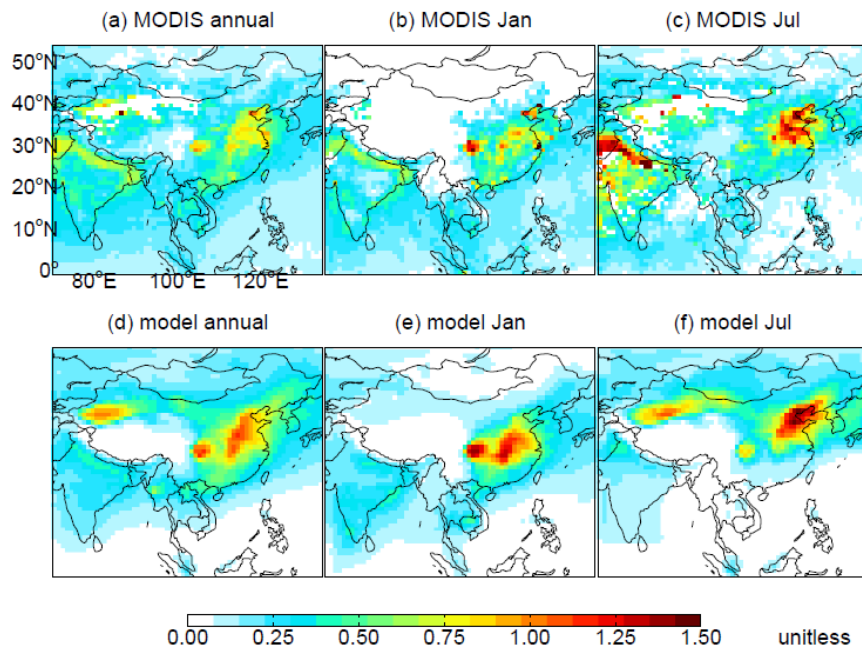 (a) MODIS annual (b) MODIS Jan (c) MODIS Jul
50°N
40°N
30°N
20°N
10°N
0°
80°E 100°E 120°E
(d) model annual (e) model Jan (f) model Jul
0.00 0.25 0.50 0.75 1.00 1.25 1.50 unitless